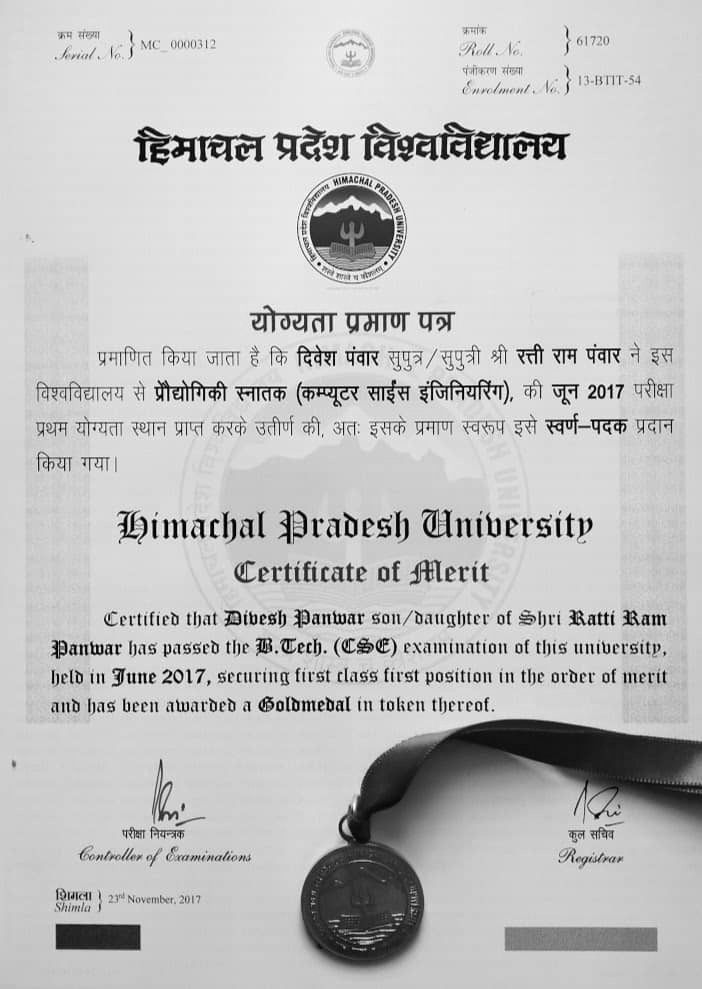 क्रम संख्या
Serial No. } MC_ 0000312
क्रमांक
Roll No. } 61720
पंजीकरण संख्या
Enrolment No. } 13-BTIT-54
हिमाचल प्रदेश विश्वविद्यालय
हिमाचल प्रदेश विश्वविद्यालय HIMACHAL PRADESH UNIVERSITY
योग्यता प्रमाण पत्र
प्रमाणित किया जाता है कि दिवेश पंवार सुपुत्र/सुपुत्री श्री रत्ती राम पंवार ने इस
विश्वविद्यालय से प्रौद्योगिकी स्नातक (कम्प्यूटर साईंस इंजिनियरिंग), की जून 2017 परीक्षा
प्रथम योग्यता स्थान प्राप्त करके उतीर्ण की, अतः इसके प्रमाण स्वरूप इसे स्वर्ण–पदक प्रदान
किया गया।
Himachal Pradesh University
Certificate of Merit
Certified that Divesh Panwar son/daughter of Shri Ratti Ram
Panwar has passed the B.Tech. (CSE) examination of this university,
held in June 2017, securing first class first position in the order of merit
and has been awarded a Goldmedal in token thereof.
परीक्षा नियन्त्रक
Controller of Examinations
कुल सचिव
Registrar
शिमला
Shimla } 23rd November, 2017